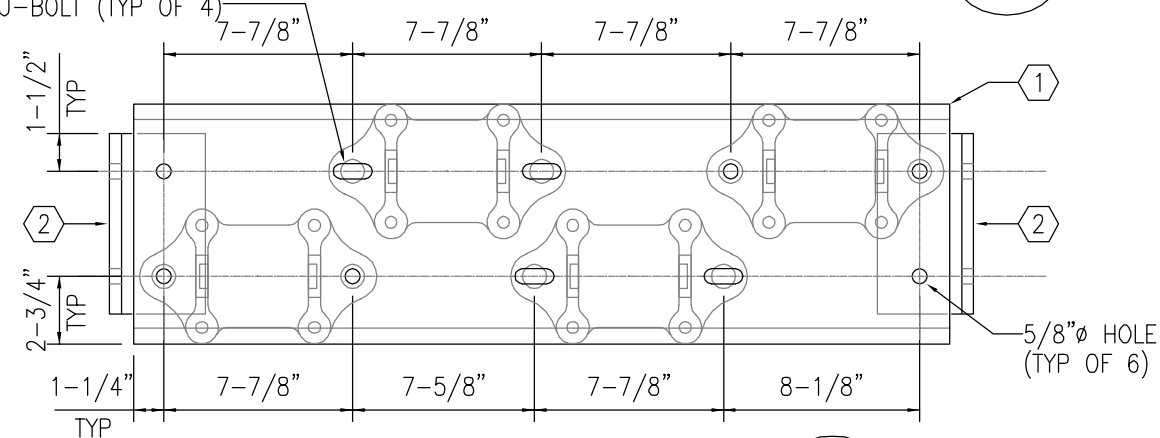 J-BOLT (TYP OF 4)
7-7/8" 7-7/8" 7-7/8" 7-7/8"
1-1/2"
TYP
1
2
2
2-3/4"
TYP
5/8"ø HOLE
(TYP OF 6)
1-1/4" 7-7/8" 7-5/8" 7-7/8" 8-1/8"
TYP